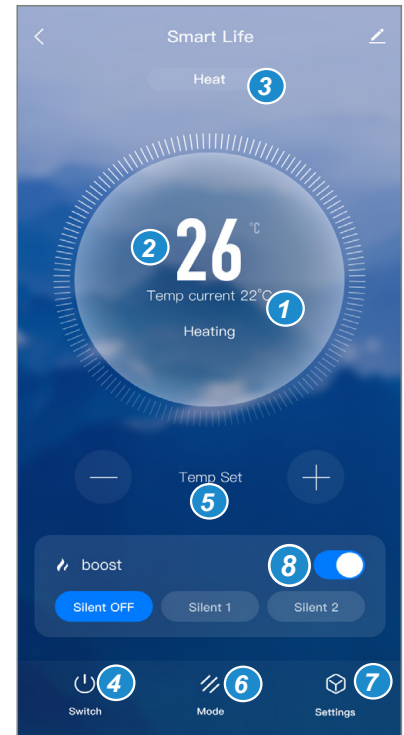 Smart Life
Heat
3
2
26 °C
Temp current 22°C
1
Heating
Temp Set
5
boost
8
Silent OFF Silent 1 Silent 2
4 6 7
Switch Mode Settings